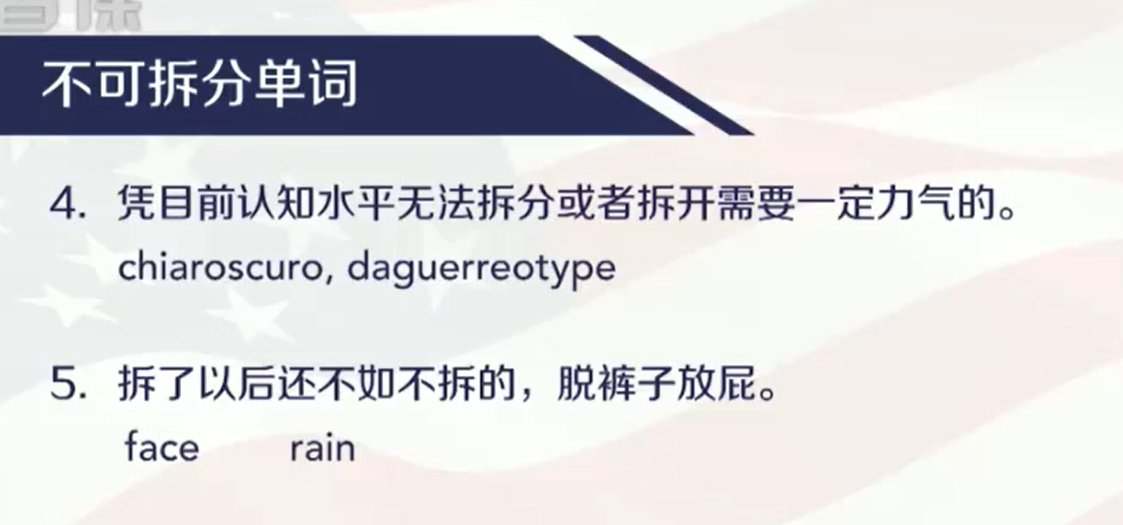 不可拆分单词
4. 凭目前认知水平无法拆分或者拆开需要一定力气的。
chiaroscuro, daguerreotype
5. 拆了以后还不如不拆的，脱裤子放屁。
face rain